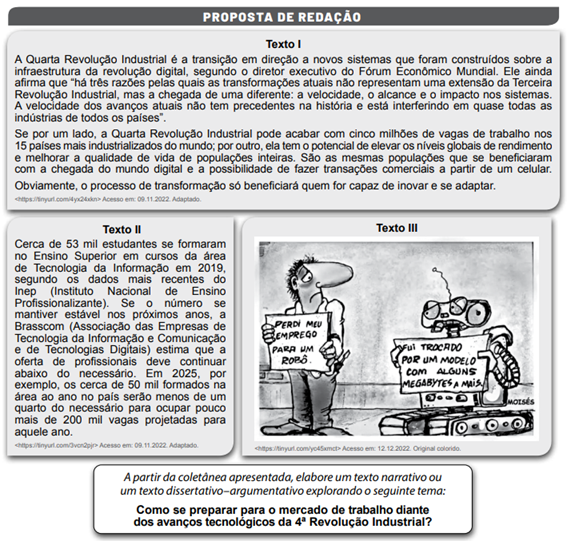 PROPOSTA DE REDAÇÃO
Texto I
A Quarta Revolução Industrial é a transição em direção a novos sistemas que foram construídos sobre a
infraestrutura da revolução digital, segundo o diretor executivo do Fórum Econômico Mundial. Ele ainda
afirma que “há três razões pelas quais as transformações atuais não representam uma extensão da Terceira
Revolução Industrial, mas a chegada de uma diferente: a velocidade, o alcance e o impacto nos sistemas.
A velocidade dos avanços atuais não tem precedentes na história e está interferindo em quase todas as
indústrias de todos os países”.
Se por um lado, a Quarta Revolução Industrial pode acabar com cinco milhões de vagas de trabalho nos
15 países mais industrializados do mundo; por outro, ela tem o potencial de elevar os níveis globais de rendimento
e melhorar a qualidade de vida de populações inteiras. São as mesmas populações que se beneficiaram
com a chegada do mundo digital e a possibilidade de fazer transações comerciais a partir de um celular.
Obviamente, o processo de transformação só beneficiará quem for capaz de inovar e se adaptar.
<https://tinyurl.com/4yx24xkn> Acesso em: 09.11.2022. Adaptado.
Texto II
Cerca de 53 mil estudantes se formaram
no Ensino Superior em cursos da área
de Tecnologia da Informação em 2019,
segundo os dados mais recentes do
Inep (Instituto Nacional de Ensino
Profissionalizante). Se o número se
mantiver estável nos próximos anos, a
Brasscom (Associação das Empresas de
Tecnologia da Informação e Comunicação
e de Tecnologias Digitais) estima que a
oferta de profissionais deve continuar
abaixo do necessário. Em 2025, por
exemplo, os cerca de 50 mil formados na
área ao ano no país serão menos de um
quarto do necessário para ocupar pouco
mais de 200 mil vagas projetadas para
aquele ano.
<https://tinyurl.com/3vcn2pjr> Acesso em: 09.11.2022. Adaptado.
Texto III
PERDI MEU
EMPREGO
PARA UM
ROBÔ.
FUI TROCADO
POR UM MODELO
COM ALGUNS
MEGABYTES A MAIS.
MOISÉS
<https://tinyurl.com/yo45xmct> Acesso em: 12.12.2022. Original colorido.
A partir da coletânea apresentada, elabore um texto narrativo ou
um texto dissertativo–argumentativo explorando o seguinte tema:
Como se preparar para o mercado de trabalho diante
dos avanços tecnológicos da 4ª Revolução Industrial?